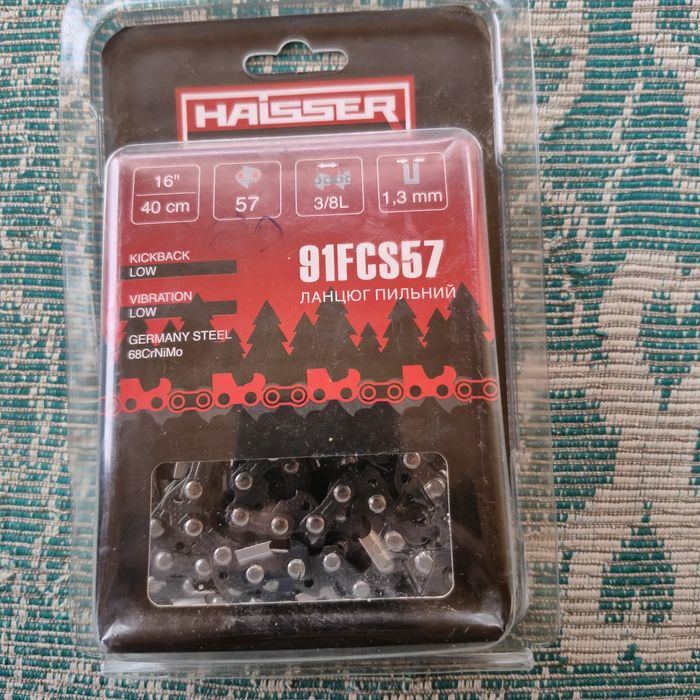 HAISSER
16"
40 cm
57
3/8L
1,3 mm
KICKBACK
LOW
VIBRATION
LOW
GERMANY STEEL
68CrNiMo
91FCS57
ЛАНЦЮГ ПИЛЬНИЙ